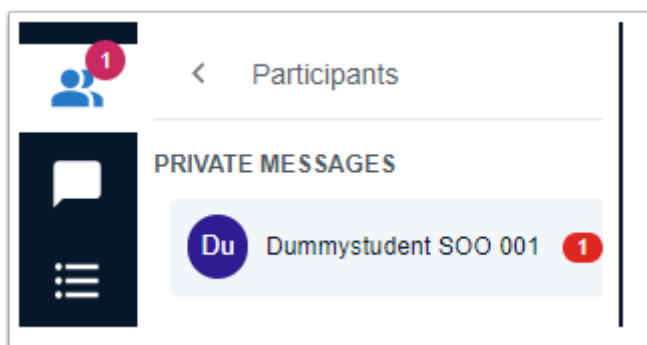 1
Participants
PRIVATE MESSAGES
Du Dummystudent SOO 001 1